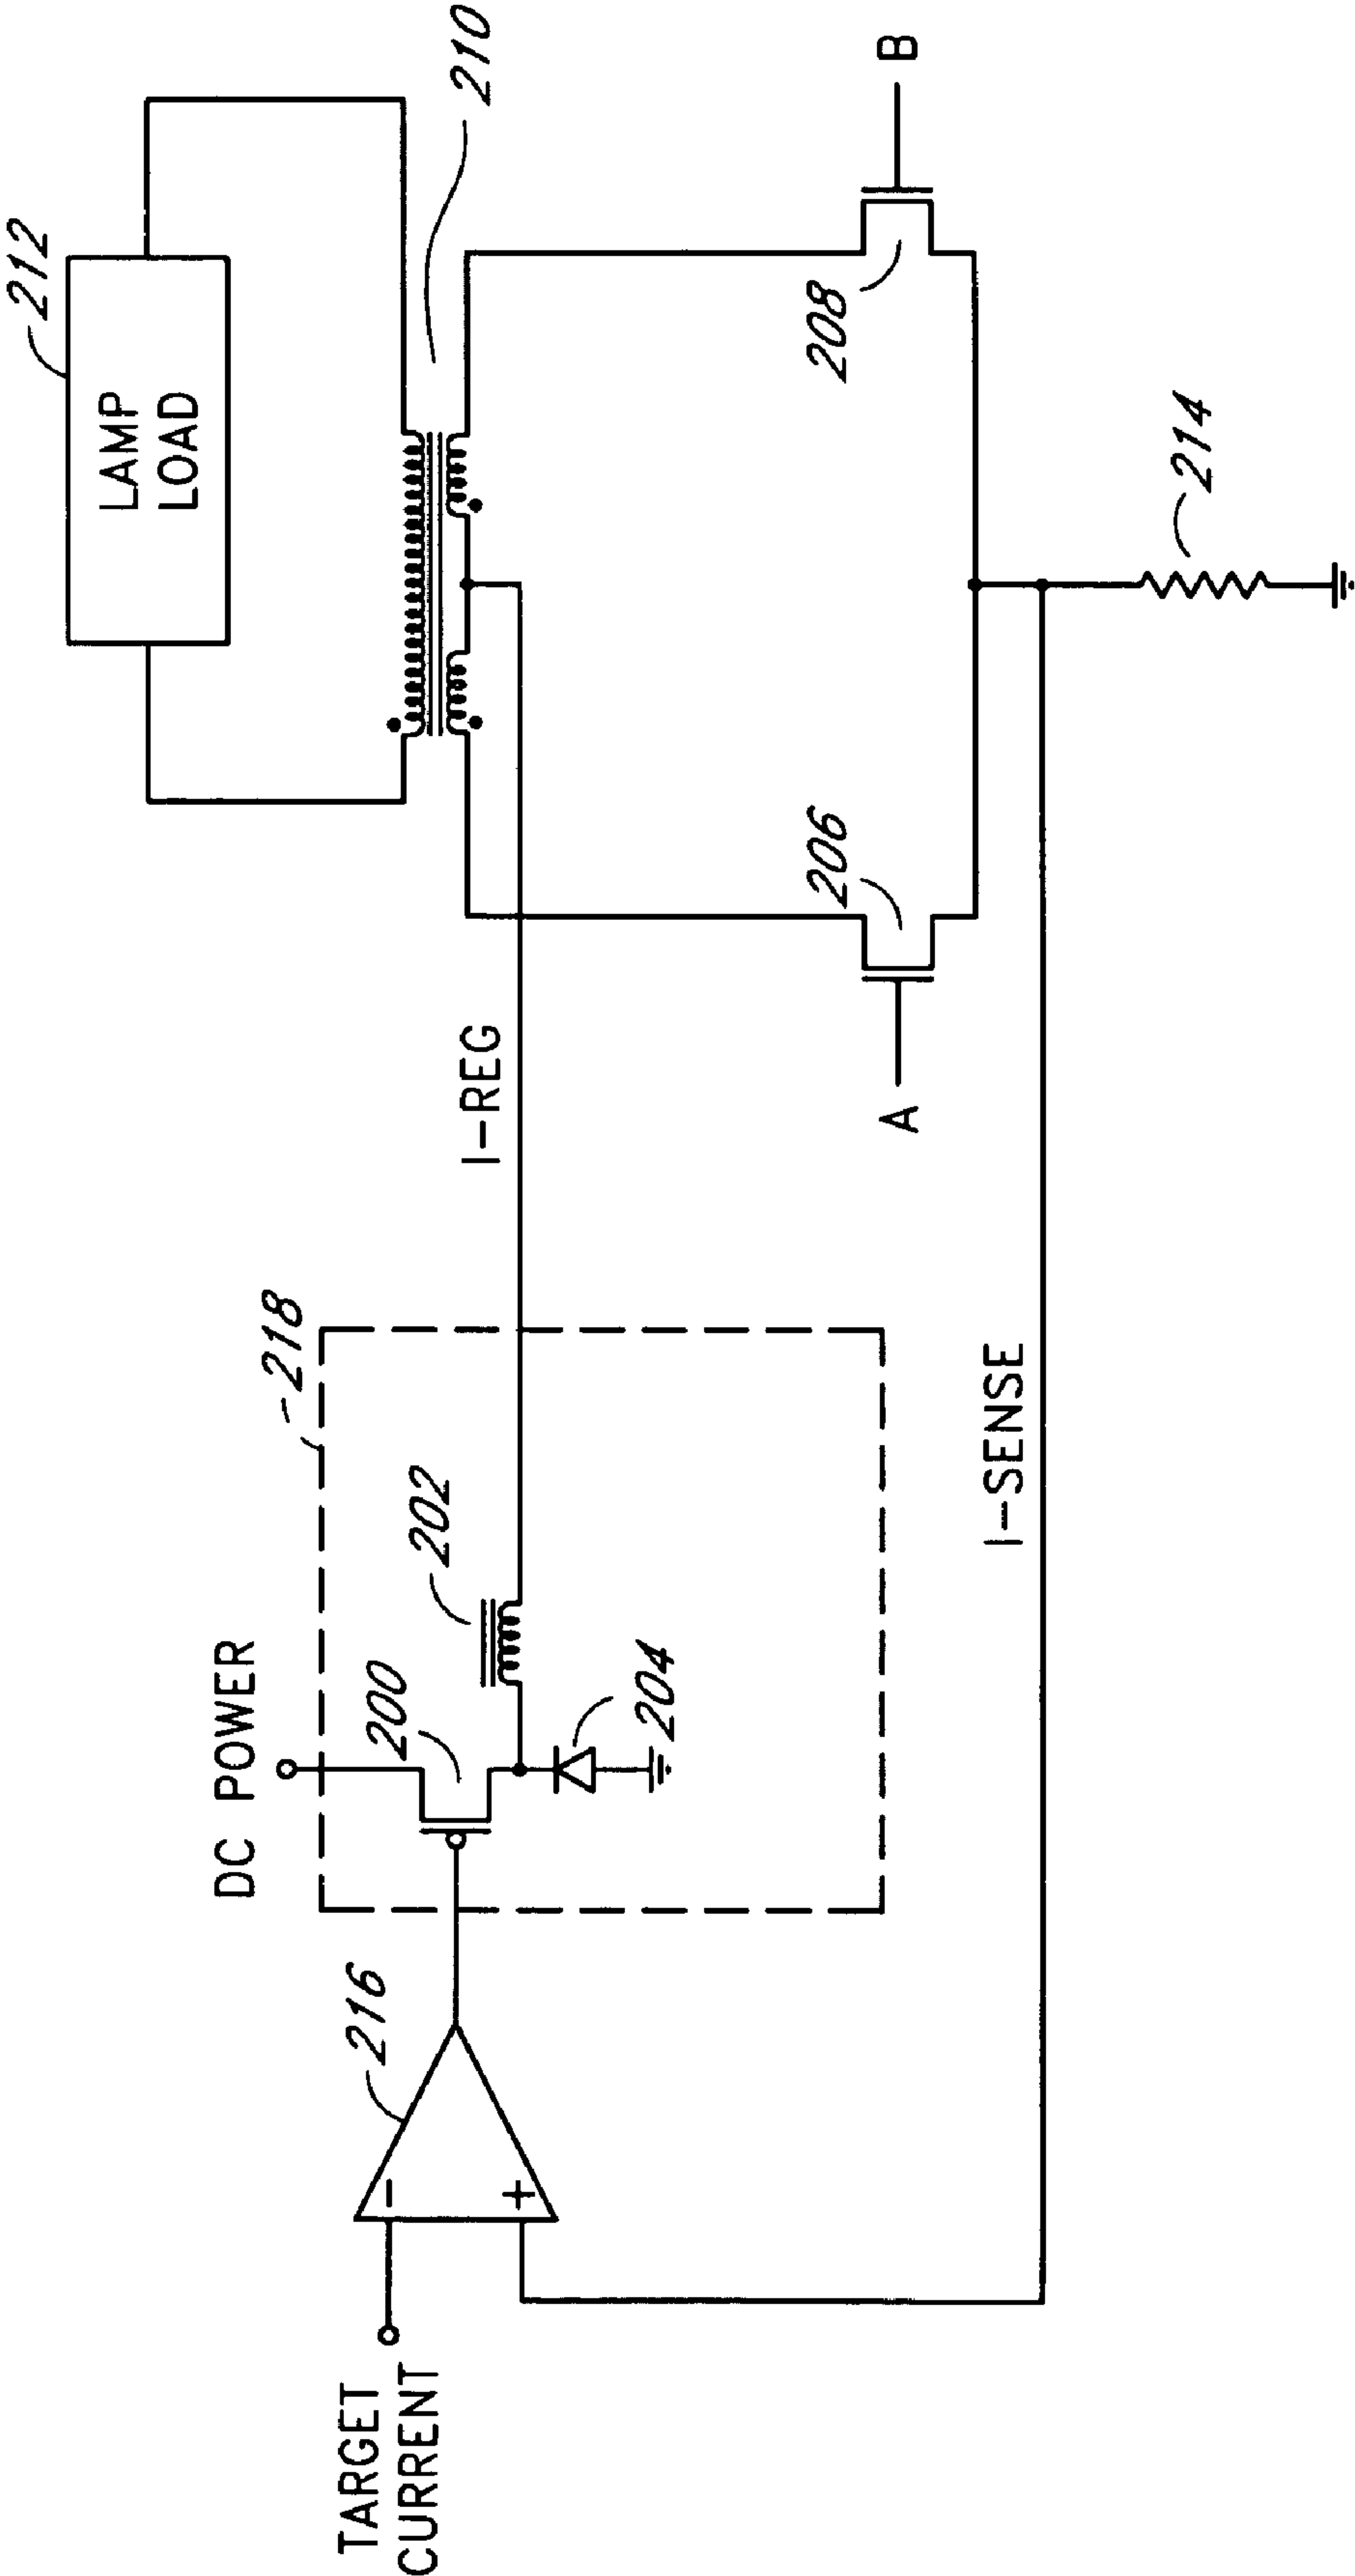 212
LAMP
LOAD
210
DC POWER
218
216
200
202
I-REG
TARGET
CURRENT
204
206
208
A
B
I-SENSE
214
−
+